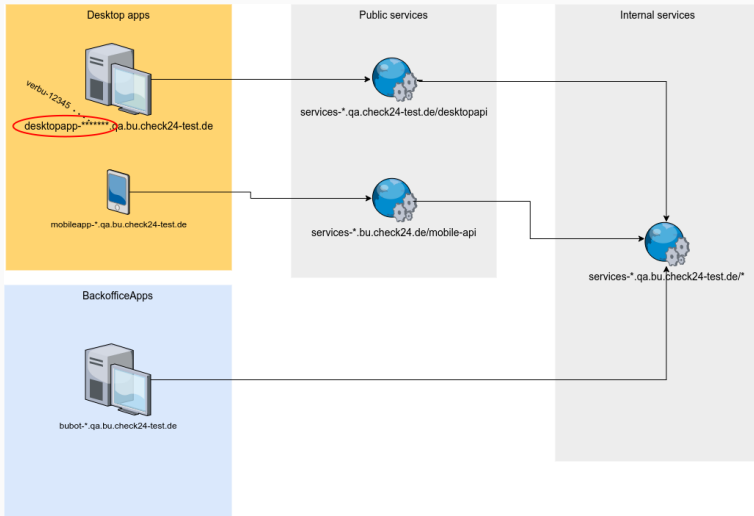 Desktop apps
Public services
Internal services
verbu-12345
desktopapp-*******.qa.bu.check24-test.de
services-*.qa.check24-test.de/desktopapi
mobileapp-*.qa.bu.check24-test.de
services-*.bu.check24.de/mobile-api
services-*.qa.bu.check24-test.de/*
BackofficeApps
bubot-*.qa.bu.check24-test.de